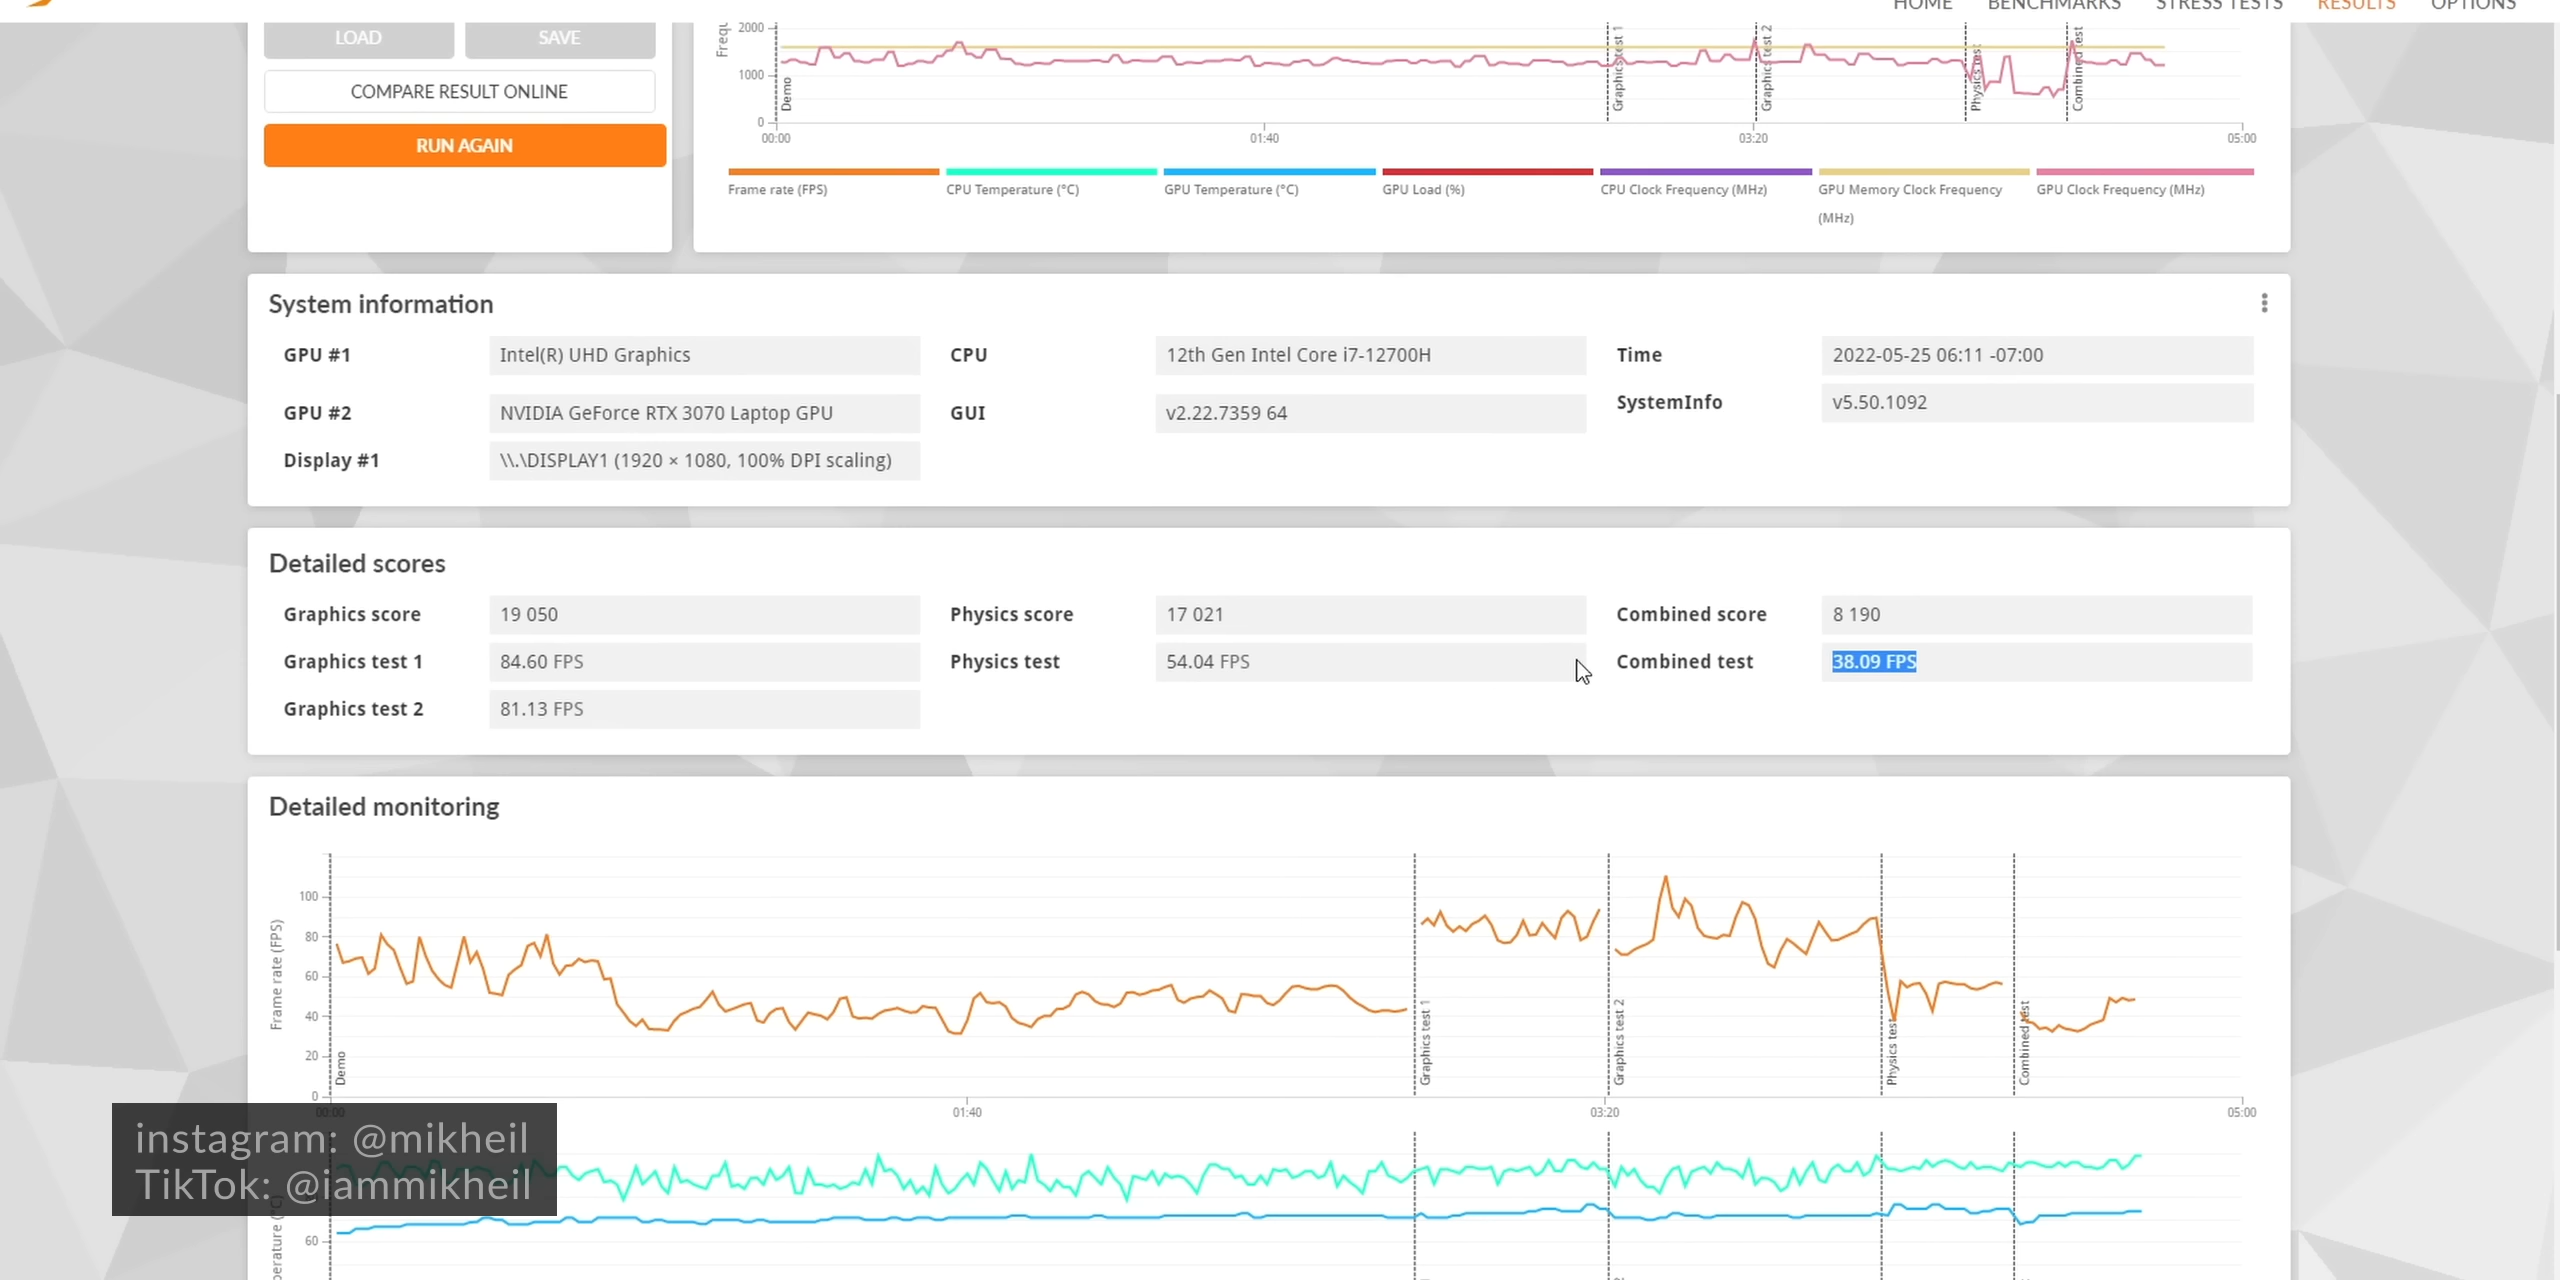 HOME BENCHMARKS STRESS TESTS RESULTS OPTIONS
LOAD SAVE
COMPARE RESULT ONLINE
RUN AGAIN
2000
1000
0
Demo
Graphics test 1
Graphics test 2
Physics test
Combined test
00:00 01:40 03:20 05:00
Frame rate (FPS) CPU Temperature (°C) GPU Temperature (°C) GPU Load (%) CPU Clock Frequency (MHz) GPU Memory Clock Frequency GPU Clock Frequency (MHz)
(MHz)
System information
GPU #1 Intel(R) UHD Graphics CPU 12th Gen Intel Core i7-12700H Time 2022-05-25 06:11 -07:00
GPU #2 NVIDIA GeForce RTX 3070 Laptop GPU GUI v2.22.7359 64 SystemInfo v5.50.1092
Display #1 \\.\DISPLAY1 (1920 × 1080, 100% DPI scaling)
Detailed scores
Graphics score 19 050 Physics score 17 021 Combined score 8 190
Graphics test 1 84.60 FPS Physics test 54.04 FPS Combined test 38.09 FPS
Graphics test 2 81.13 FPS
Detailed monitoring
Frame rate (FPS)
100
80
60
40
20
0
Demo
Graphics test 1
Graphics test 2
Physics test
Combined test
00:00 01:40 03:20 05:00
instagram: @mikheil
TikTok: @iammikheil
60